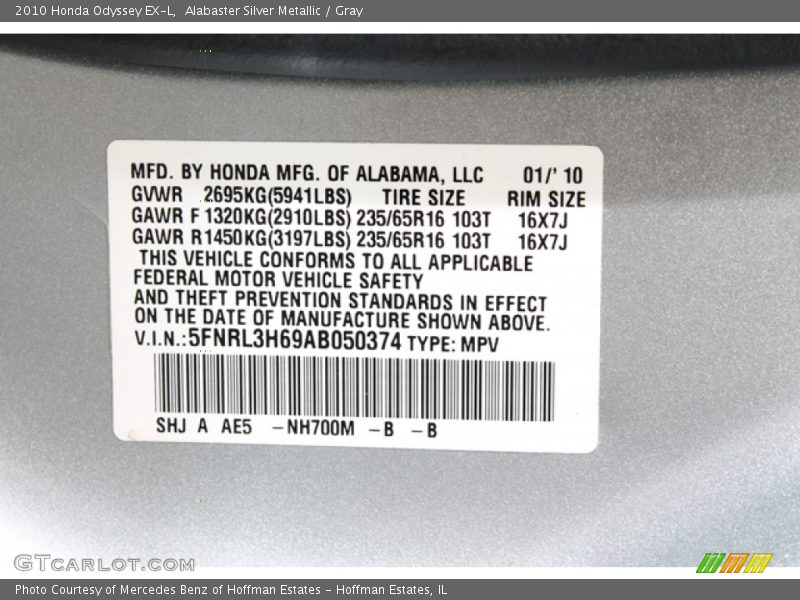 2010 Honda Odyssey EX-L,  Alabaster Silver Metallic / Gray
MFD. BY HONDA MFG. OF ALABAMA, LLC 01/' 10
GVWR 2695KG(5941LBS) TIRE SIZE RIM SIZE
GAWR F 1320KG(2910LBS) 235/65R16 103T 16X7J
GAWR R1450KG(3197LBS) 235/65R16 103T 16X7J
THIS VEHICLE CONFORMS TO ALL APPLICABLE
FEDERAL MOTOR VEHICLE SAFETY
AND THEFT PREVENTION STANDARDS IN EFFECT
ON THE DATE OF MANUFACTURE SHOWN ABOVE.
V.I.N.:5FNRL3H69AB050374 TYPE: MPV
SHJ A AE5 -NH700M -B -B
GTCARLOT.COM
Photo Courtesy of Mercedes Benz of Hoffman Estates - Hoffman Estates, IL